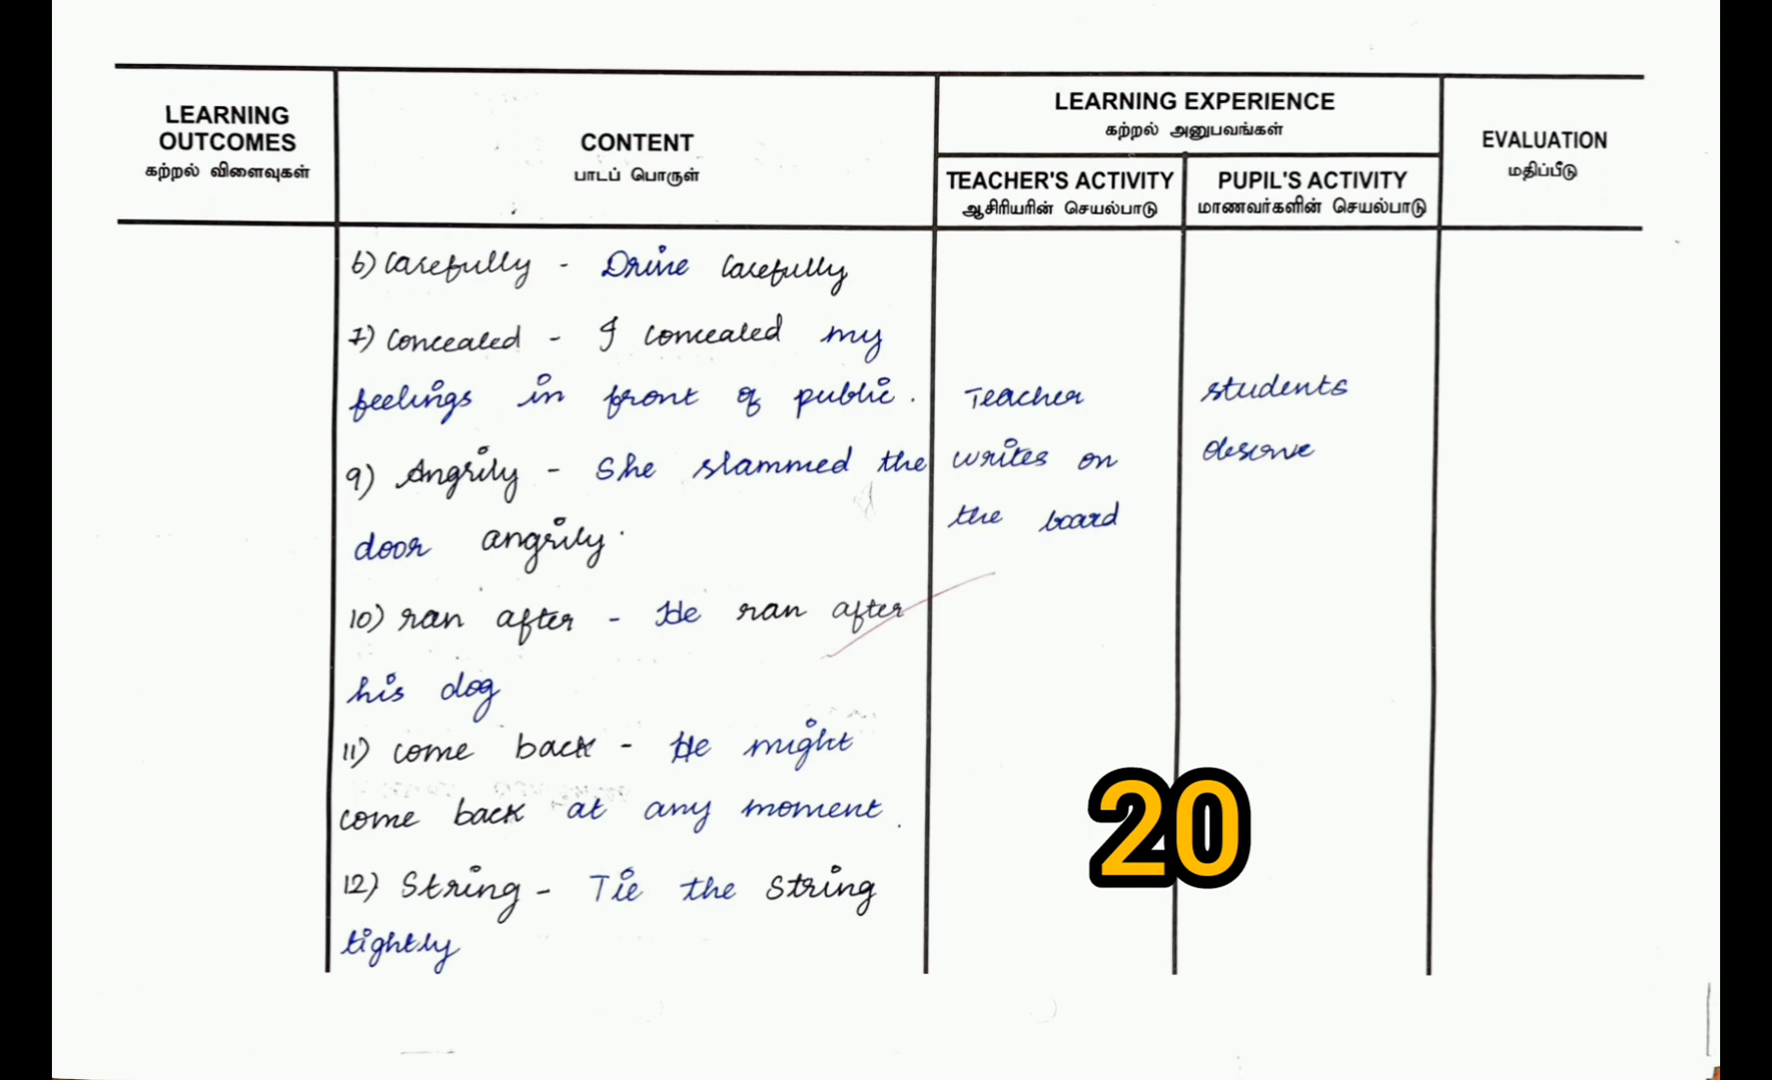 LEARNING
OUTCOMES
கற்றல் விளைவுகள்
CONTENT
பாடப் பொருள்
LEARNING EXPERIENCE
கற்றல் அனுபவங்கள்
TEACHER'S ACTIVITY
ஆசிரியரின் செயல்பாடு
PUPIL'S ACTIVITY
மாணவர்களின் செயல்பாடு
EVALUATION
மதிப்பீடு
6) Carefully - Drive Carefully
7) Concealed - I concealed my
feelings in front of public.
9) Angrily - She slammed the
door angrily.
10) ran after - He ran after
his dog
11) come back - He might
come back at any moment.
12) String - Tie the String
tightly
Teacher
writes on
the board
students
20